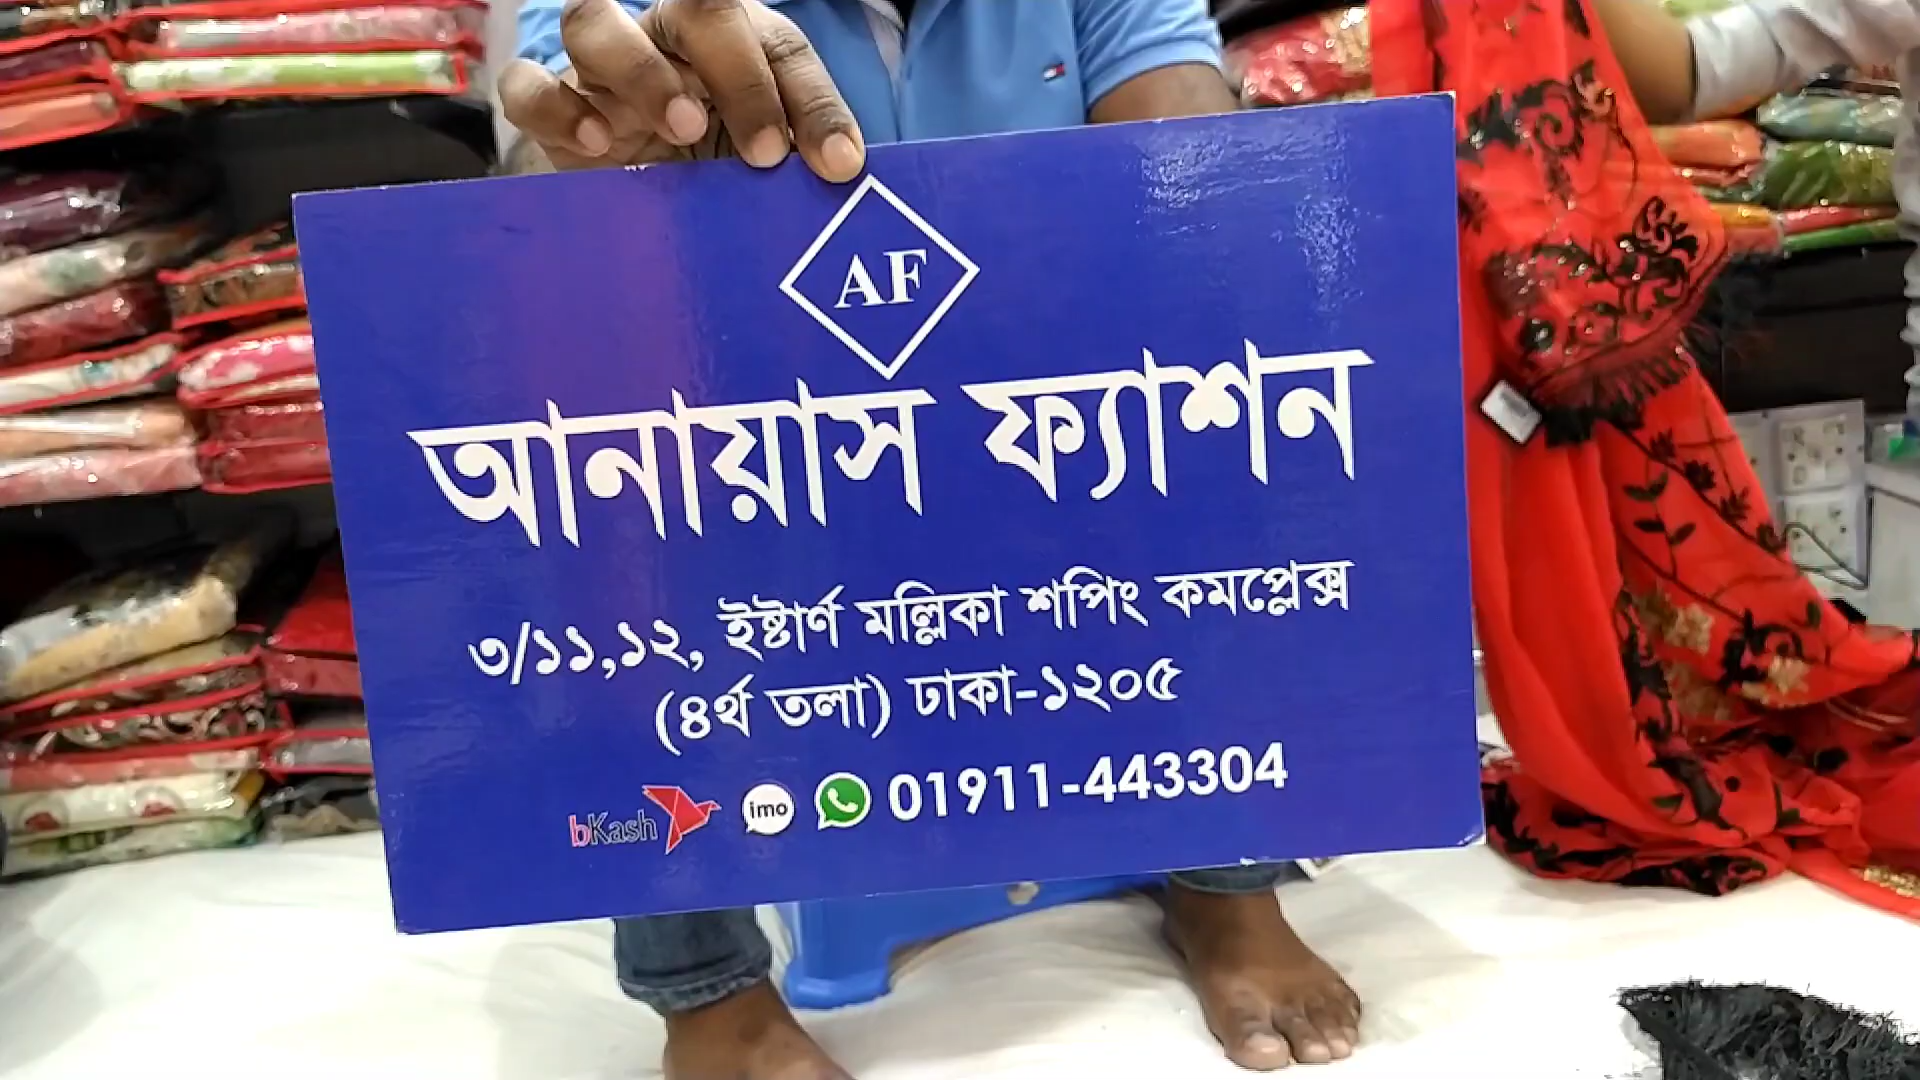 AF
আনায়াস ফ্যাশন
৩/১১,১২, ইষ্টার্ণ মল্লিকা শপিং কমপ্লেক্স
(৪র্থ তলা) ঢাকা-১২০৫
bKash imo 01911-443304